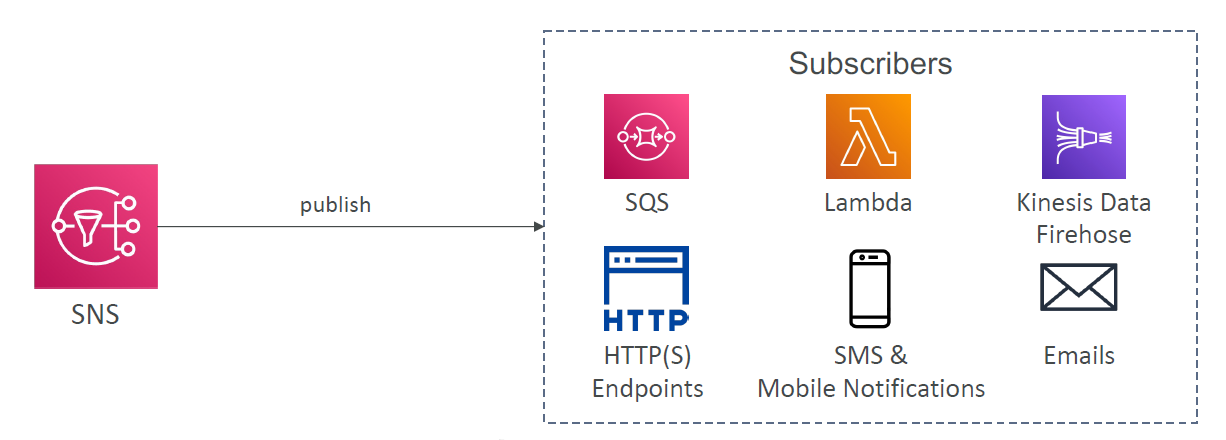 Subscribers
SQS
Lambda
Kinesis Data
Firehose
publish
SNS
HTTP
HTTP(S)
Endpoints
SMS &
Mobile Notifications
Emails